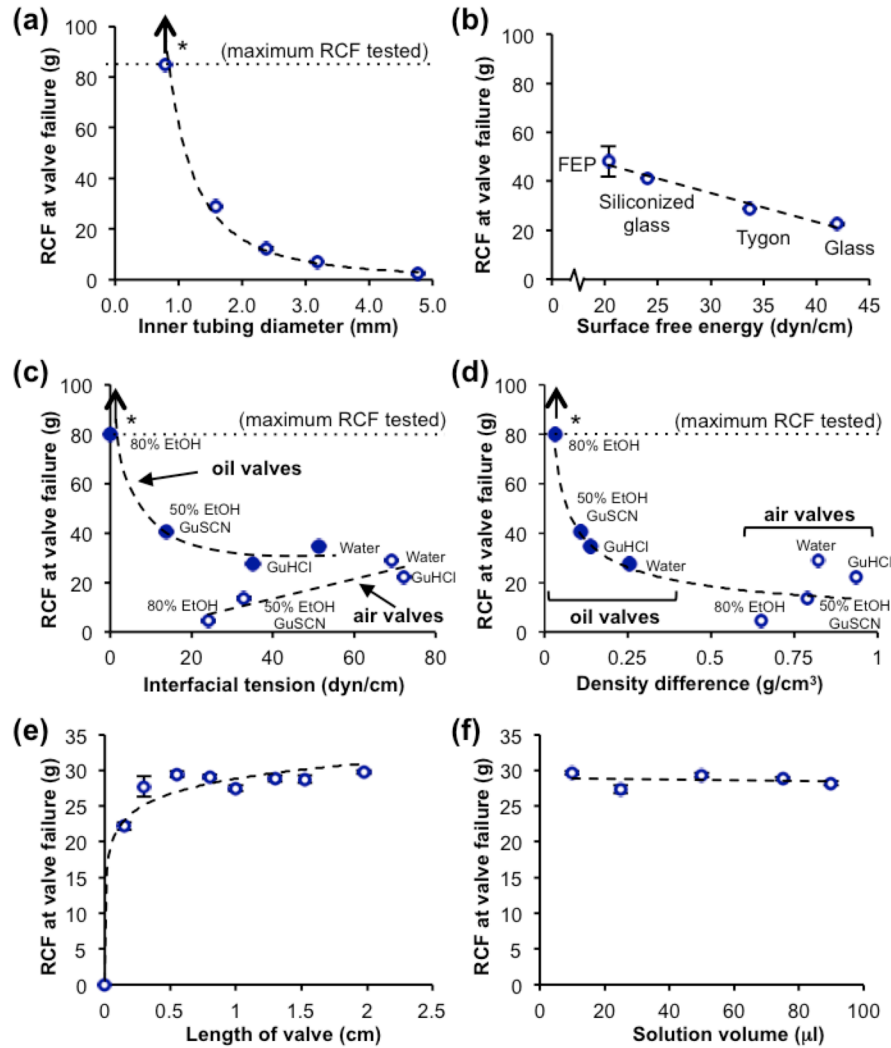 (a)
RCF at valve failure (g)
100
80
60
40
20
0
*
(maximum RCF tested)
0.0 1.0 2.0 3.0 4.0 5.0
Inner tubing diameter (mm)
(b)
RCF at valve failure (g)
100
80
60
40
20
0
FEP
Siliconized
glass
Tygon
Glass
0 20 25 30 35 40 45
Surface free energy (dyn/cm)
(c)
RCF at valve failure (g)
100
80
60
40
20
0
*
(maximum RCF tested)
80% EtOH
oil valves
50% EtOH
GuSCN
Water
GuHCl
Water
GuHCl
80% EtOH
50% EtOH
GuSCN
air valves
0 20 40 60 80
Interfacial tension (dyn/cm)
(d)
RCF at valve failure (g)
100
80
60
40
20
0
*
(maximum RCF tested)
80% EtOH
50% EtOH
GuSCN
GuHCl
Water
air valves
Water
GuHCl
80% EtOH
50% EtOH
GuSCN
oil valves
0 0.25 0.5 0.75 1
Density difference (g/cm³)
(e)
RCF at valve failure (g)
35
30
25
20
15
10
5
0
0 0.5 1 1.5 2 2.5
Length of valve (cm)
(f)
RCF at valve failure (g)
35
30
25
20
15
10
5
0
0 20 40 60 80 100
Solution volume (μl)